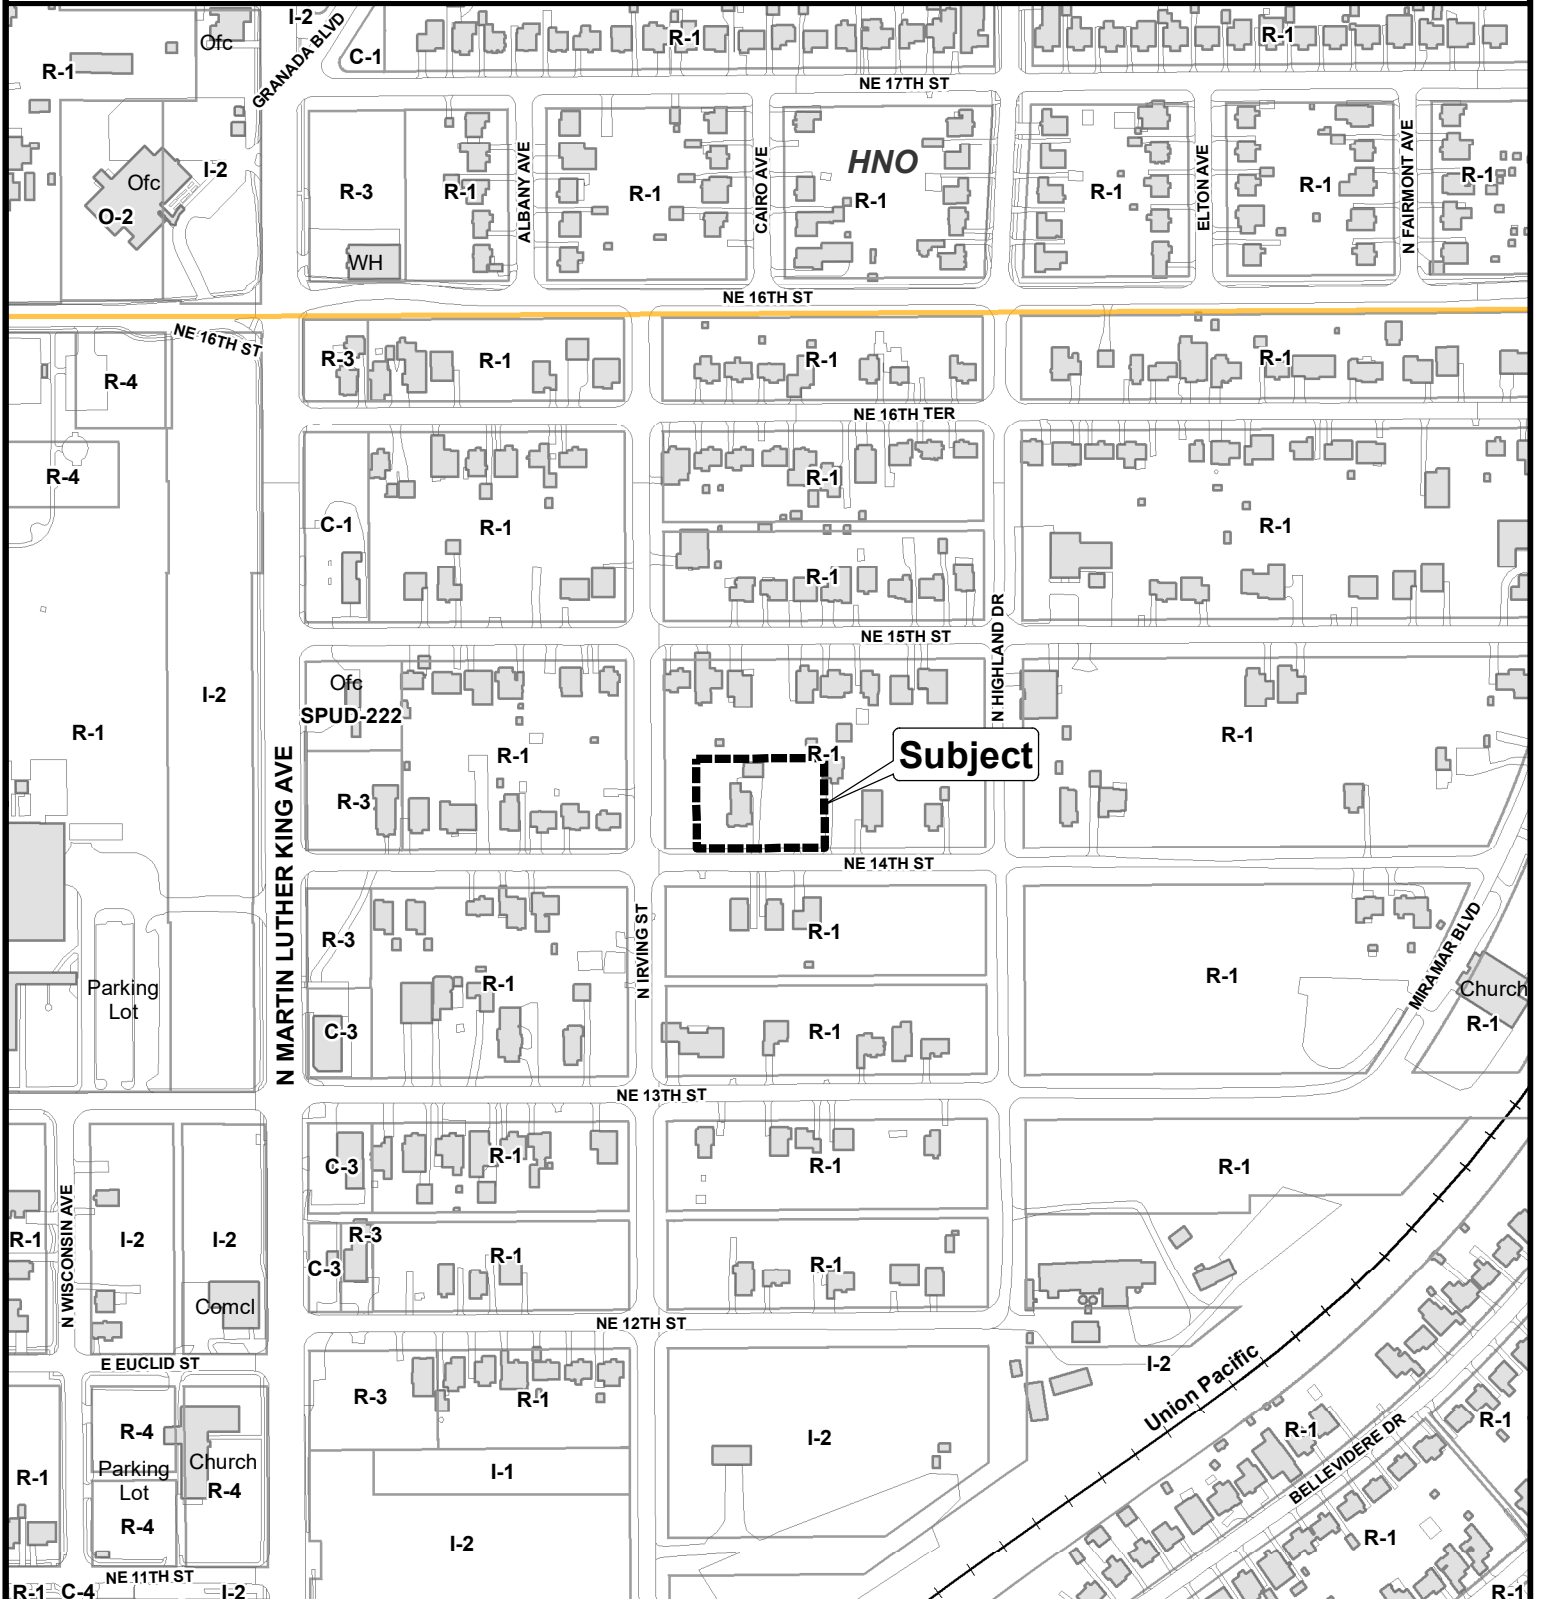 I-2
Ofc
GRANADA BLVD
C-1
R-1
R-1
R-1
NE 17TH ST
Ofc
I-2
O-2
R-3
WH
R-1
ALBANY AVE
R-1
CAIRO AVE
HNO
R-1
R-1
ELTON AVE
R-1
N FAIRMONT AVE
R-1
NE 16TH ST
NE 16TH ST
R-3
R-1
R-1
R-1
R-4
NE 16TH TER
R-4
R-1
C-1
R-1
R-1
R-1
NE 15TH ST
N HIGHLAND DR
Ofc
SPUD-222
I-2
R-1
R-1
R-1
Subject
R-1
R-3
N MARTIN LUTHER KING AVE
NE 14TH ST
R-3
R-1
N IRVING ST
R-1
R-1
MIRAMAR BLVD
Church
R-1
Parking
Lot
C-3
R-1
NE 13TH ST
C-3
R-1
R-1
R-1
N WISCONSIN AVE
R-1
I-2
I-2
R-3
C-3
R-1
R-1
Comcl
NE 12TH ST
E EUCLID ST
I-2
Union Pacific
R-3
R-1
R-4
Parking
Lot
R-4
Church
R-4
R-1
I-1
I-2
I-2
R-1
BELLEVIDERE DR
R-1
R-1
NE 11TH ST
R-1
C-4
I-2
R-1